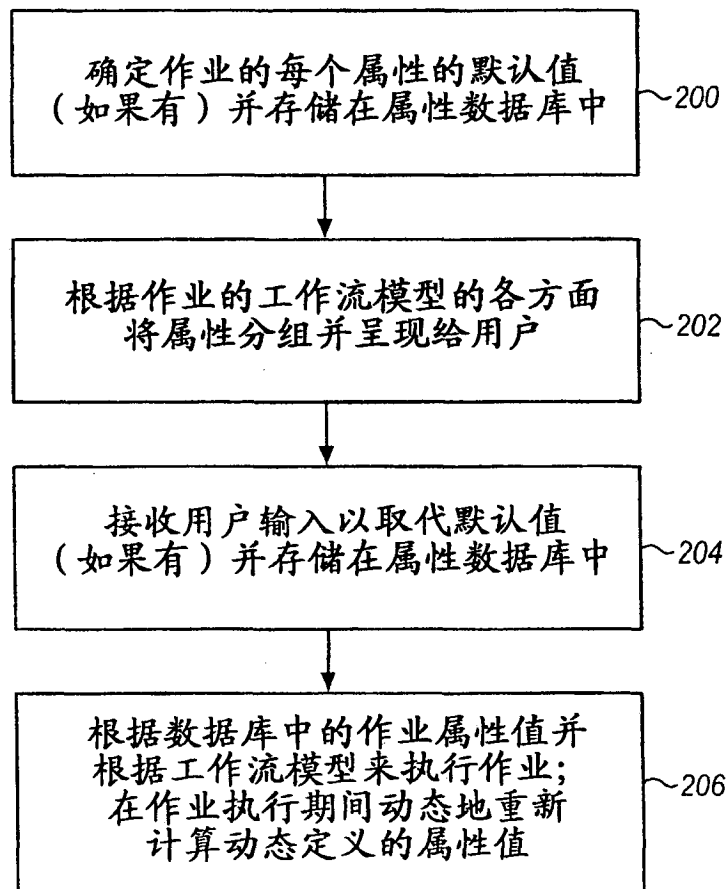 确定作业的每个属性的默认值
（如果有）并存储在属性数据库中
200
根据作业的工作流模型的各方面
将属性分组并呈现给用户
202
接收用户输入以取代默认值
（如果有）并存储在属性数据库中
204
根据数据库中的作业属性值并
根据工作流模型来执行作业；
在作业执行期间动态地重新
计算动态定义的属性值
206